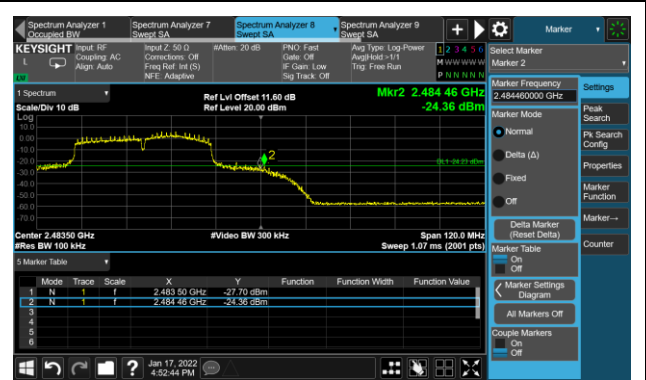 Spectrum Analyzer 1
Occupied BW
Spectrum Analyzer 7
Swept SA
Spectrum Analyzer 8
Swept SA
Spectrum Analyzer 9
Swept SA
+
Marker
KEYSIGHT
L
LXI
Input: RF
Coupling: AC
Align: Auto
Input Z: 50 Ω
Corrections: Off
Freq Ref: Int (S)
NFE: Adaptive
#Atten: 20 dB
PNO: Fast
Gate: Off
IF Gain: Low
Sig Track: Off
Avg Type: Log-Power
Avg|Hold:>1/1
Trig: Free Run
1 2 3 4 5 6
M W W W W W
P N N N N N
Select Marker
Marker 2
1 Spectrum
Scale/Div 10 dB
Ref Lvl Offset 11.60 dB
Ref Level 20.00 dBm
Mkr2 2.484 46 GHz
-24.36 dBm
Log
10.0
0.00
-10.0
-20.0
-30.0
-40.0
-50.0
-60.0
-70.0
2
DL1 -24.23 dBm
Center 2.48350 GHz
#Res BW 100 kHz
#Video BW 300 kHz
Span 120.0 MHz
Sweep 1.07 ms (2001 pts)
5 Marker Table
Mode Trace Scale X Y Function Function Width Function Value
1 N 1 f 2.483 50 GHz -27.70 dBm
2 N 1 f 2.484 46 GHz -24.36 dBm
3
4
5
6
Marker Frequency
2.484460000 GHz
Marker Mode
Normal
Delta (Δ)
Fixed
Off
Delta Marker
(Reset Delta)
Marker Table
On
Off
Marker Settings
Diagram
All Markers Off
Couple Markers
On
Off
Settings
Peak
Search
Pk Search
Config
Properties
Marker
Function
Marker→
Counter
?
Jan 17, 2022
4:52:44 PM